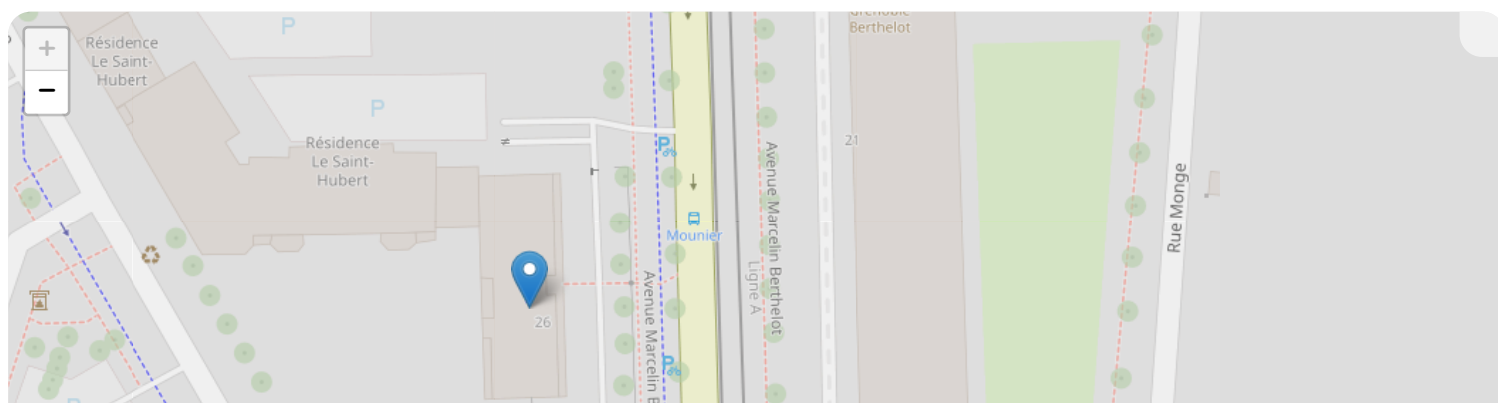 Grenoble
Berthelot
P
Résidence
Le Saint-
Hubert
+
−
P
Résidence
Le Saint-
Hubert
P
21
Avenue Marcelin Berthelot
Rue Monge
Mounier
Ligne A
Avenue Marcelin B
26
P
P